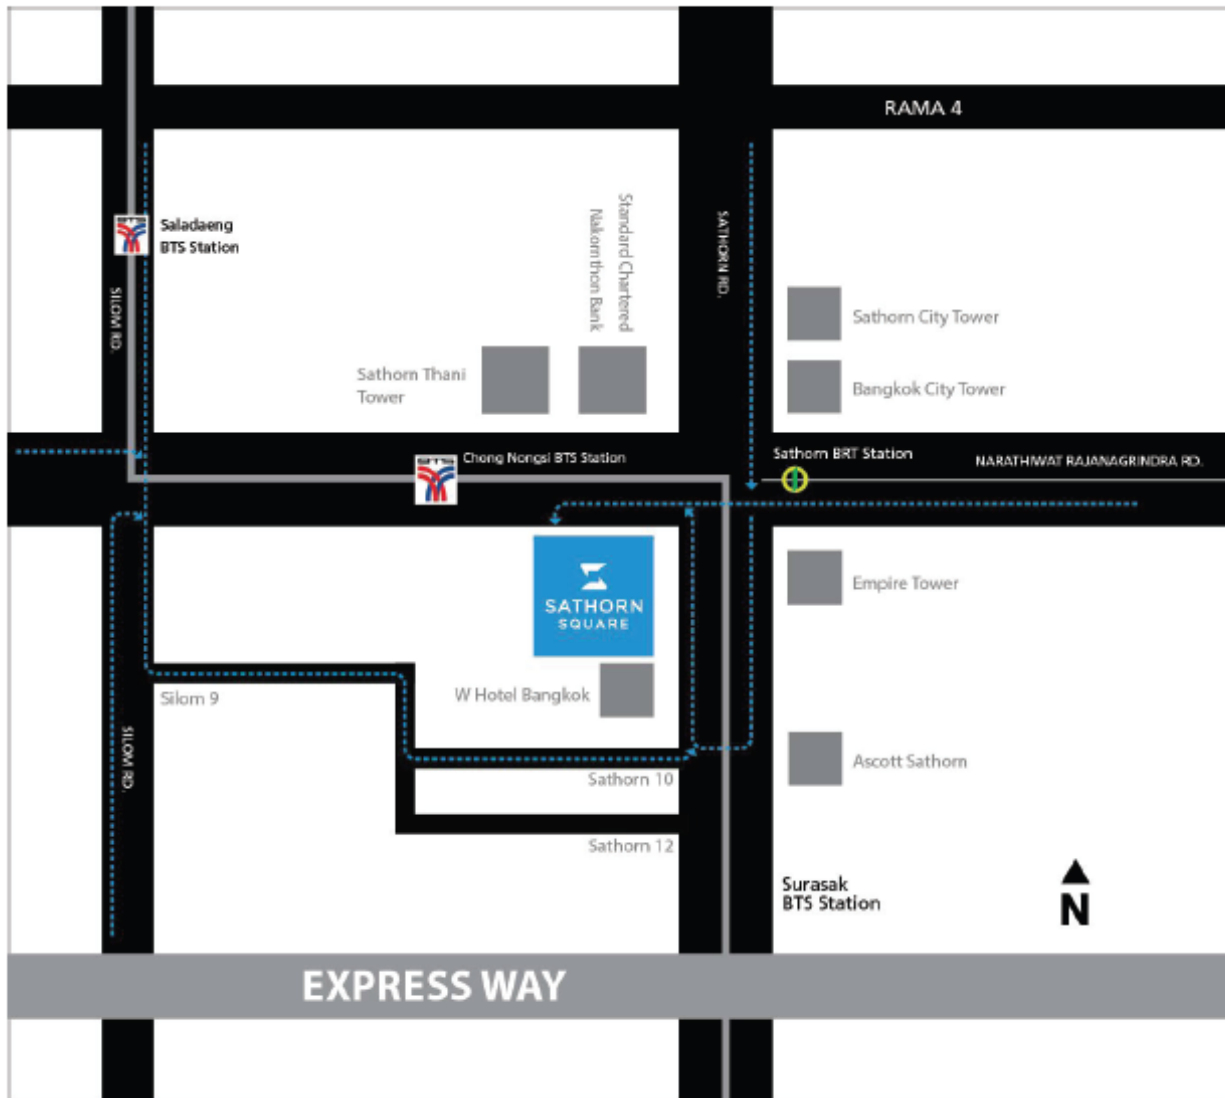 RAMA 4
Saladaeng
BTS Station
SILOM RD.
Standard Chartered
Nakornthon Bank
SATHORN RD.
Sathorn City Tower
Sathorn Thani
Tower
Bangkok City Tower
BTS
Chong Nongsi BTS Station
Sathorn BRT Station
NARATHIWAT RAJANAGRINDRA RD.
SATHORN
SQUARE
Empire Tower
Silom 9
W Hotel Bangkok
SILOM RD.
Ascott Sathorn
Sathorn 10
Sathorn 12
Surasak
BTS Station
N
EXPRESS WAY